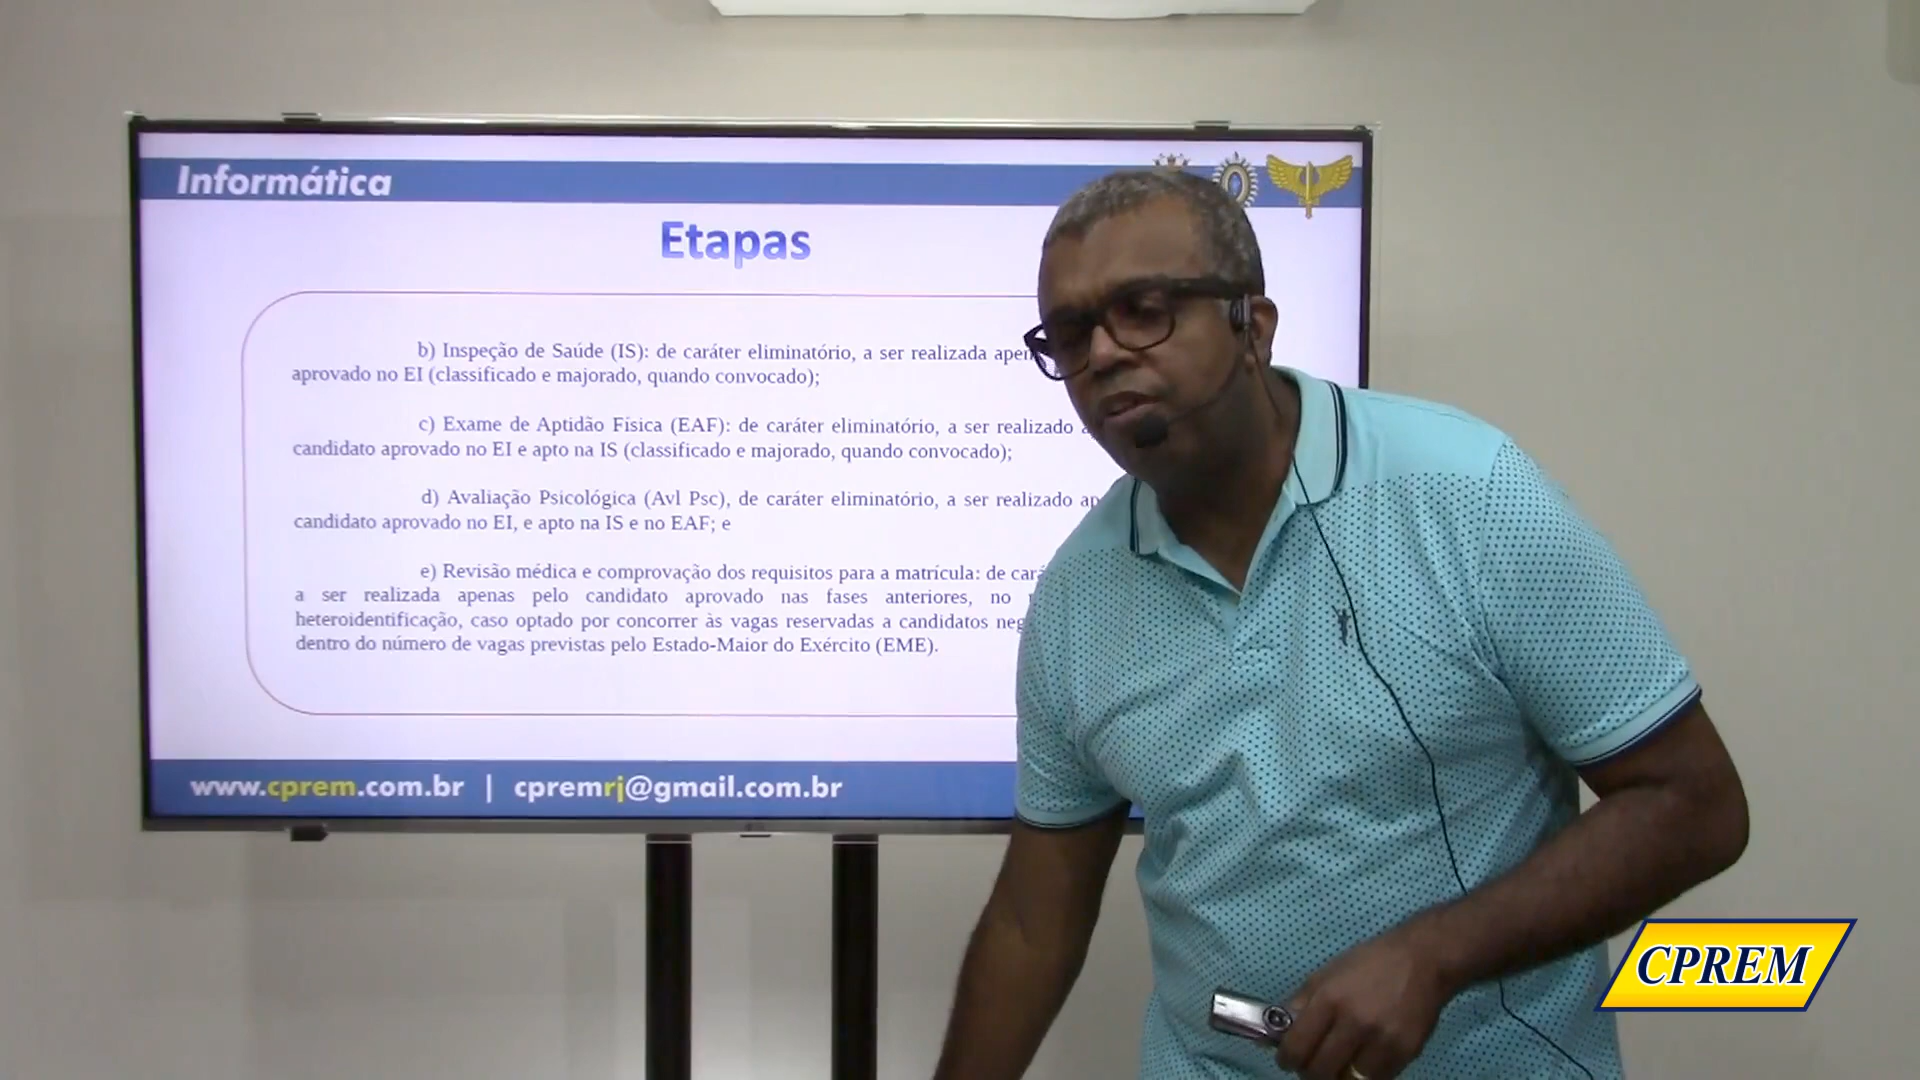 Informática
Etapas
b) Inspeção de Saúde (IS): de caráter eliminatório, a ser realizada
aprovado no EI (classificado e majorado, quando convocado);
c) Exame de Aptidão Física (EAF): de caráter eliminatório, a ser realizado
candidato aprovado no EI e apto na IS (classificado e majorado, quando convocado);
d) Avaliação Psicológica (Avl Psc), de caráter eliminatório, a ser realizado
candidato aprovado no EI, e apto na IS e no EAF; e
e) Revisão médica e comprovação dos requisitos para a matrícula: de
a ser realizada apenas pelo candidato aprovado nas fases anteriores, no
heteroidentificação, caso optado por concorrer às vagas reservadas a candidatos
dentro do número de vagas previstas pelo Estado-Maior do Exército (EME).
www.cprem.com.br | cpremrj@gmail.com.br
CPREM